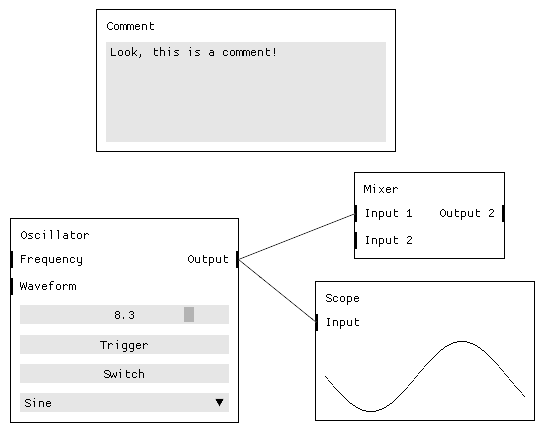 Comment
Look, this is a comment!
Mixer
Input 1 Output 2
Input 2
Oscillator
Frequency Output
Waveform
8.3
Trigger
Switch
Sine
Scope
Input